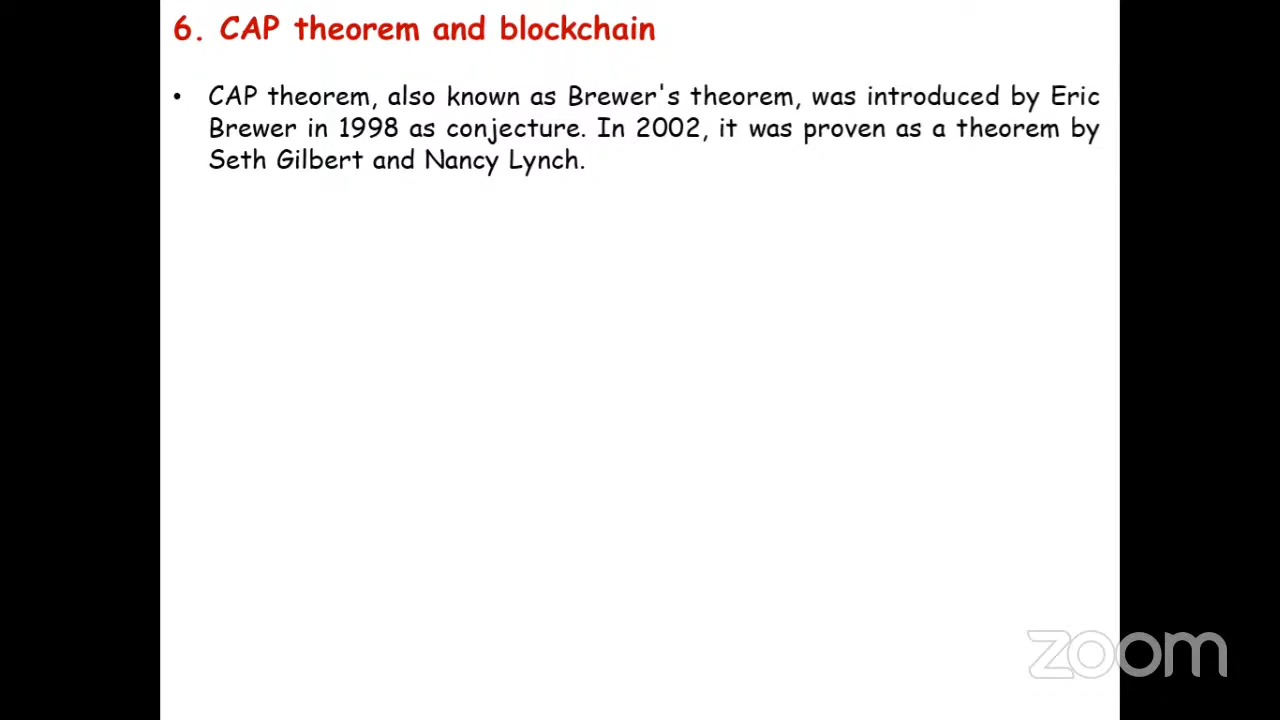 6. CAP theorem and blockchain
• CAP theorem, also known as Brewer's theorem, was introduced by Eric
Brewer in 1998 as conjecture. In 2002, it was proven as a theorem by
Seth Gilbert and Nancy Lynch.
zoom